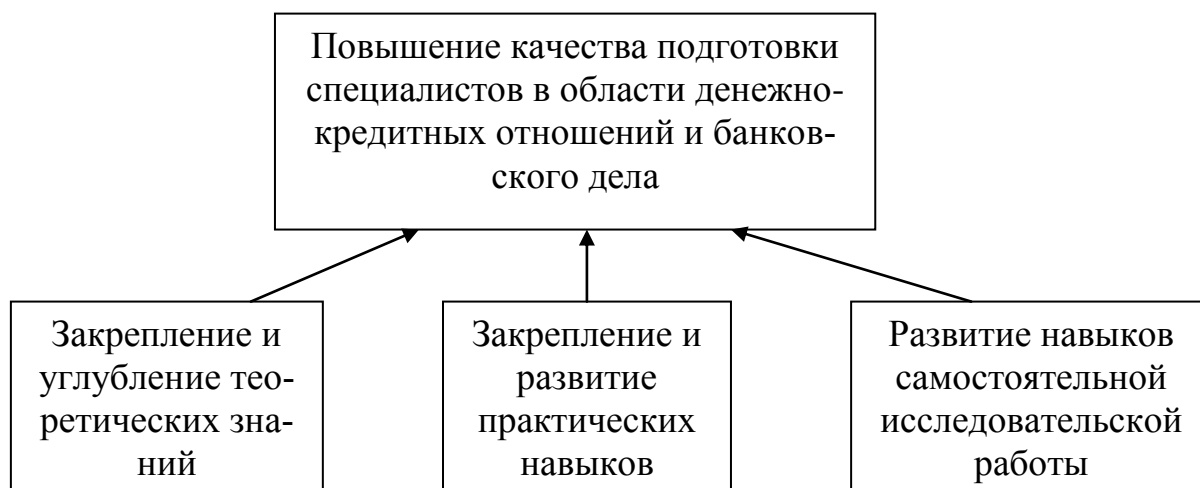 Повышение качества подготовки
специалистов в области денежно-
кредитных отношений и банков-
ского дела
Закрепление и
углубление тео-
ретических зна-
ний
Закрепление и
развитие
практических
навыков
Развитие навыков
самостоятельной
исследовательской
работы